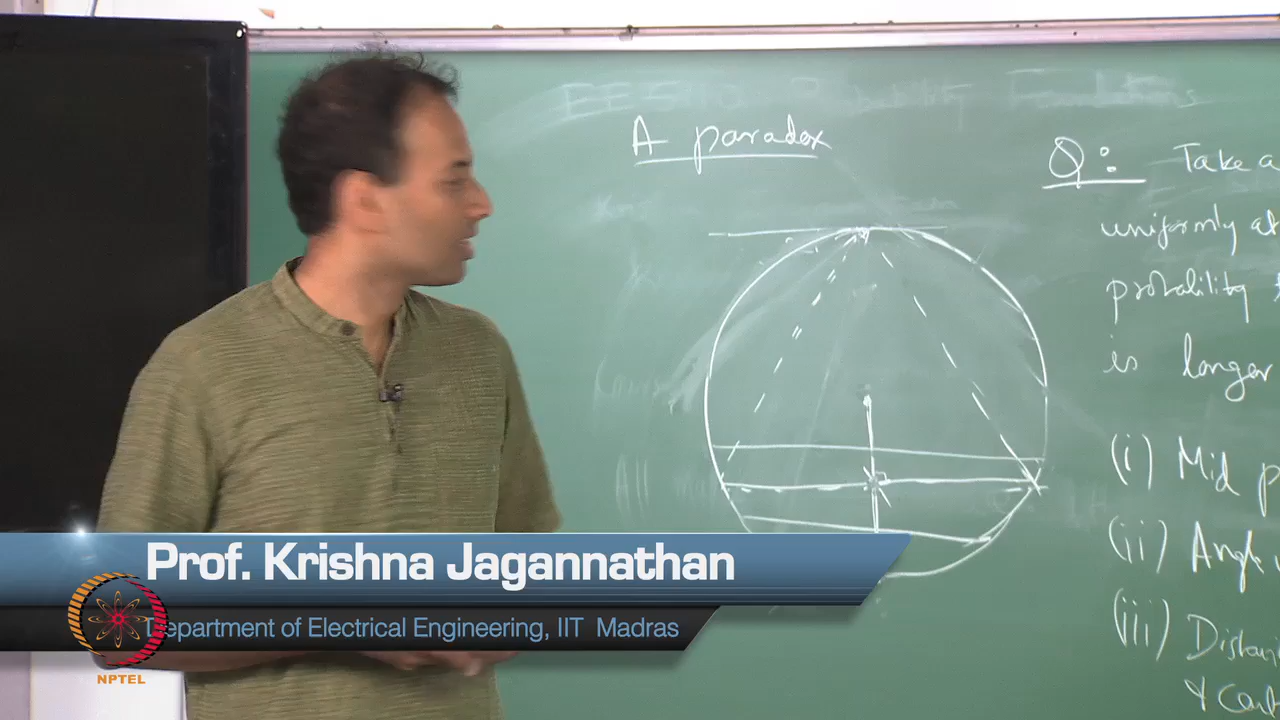 A paradox
Q: Take a
uniformly at
probability
is longer
(i) Mid p
(ii) Angle
(iii) Distan
Prof. Krishna Jagannathan
Department of Electrical Engineering, IIT Madras
NPTEL